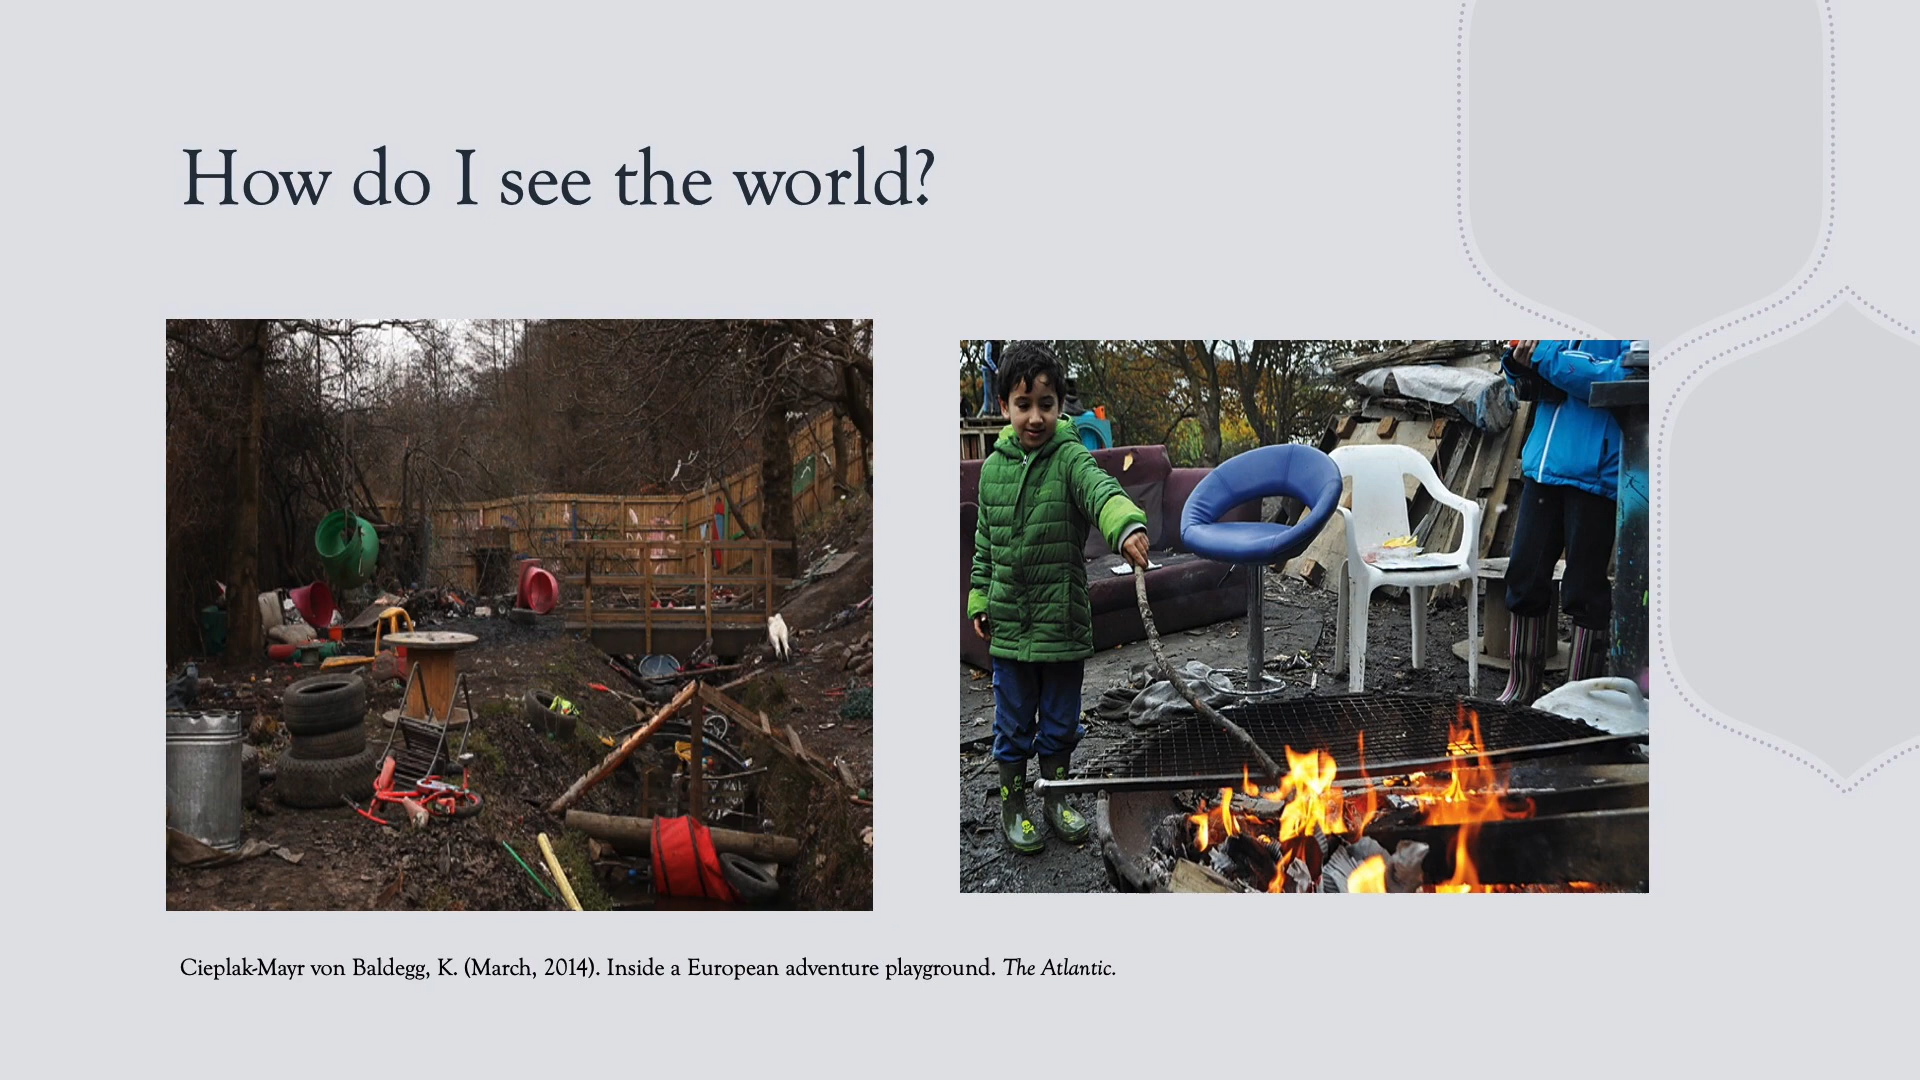 How do I see the world?
Cieplak-Mayr von Baldegg, K. (March, 2014). Inside a European adventure playground. The Atlantic.